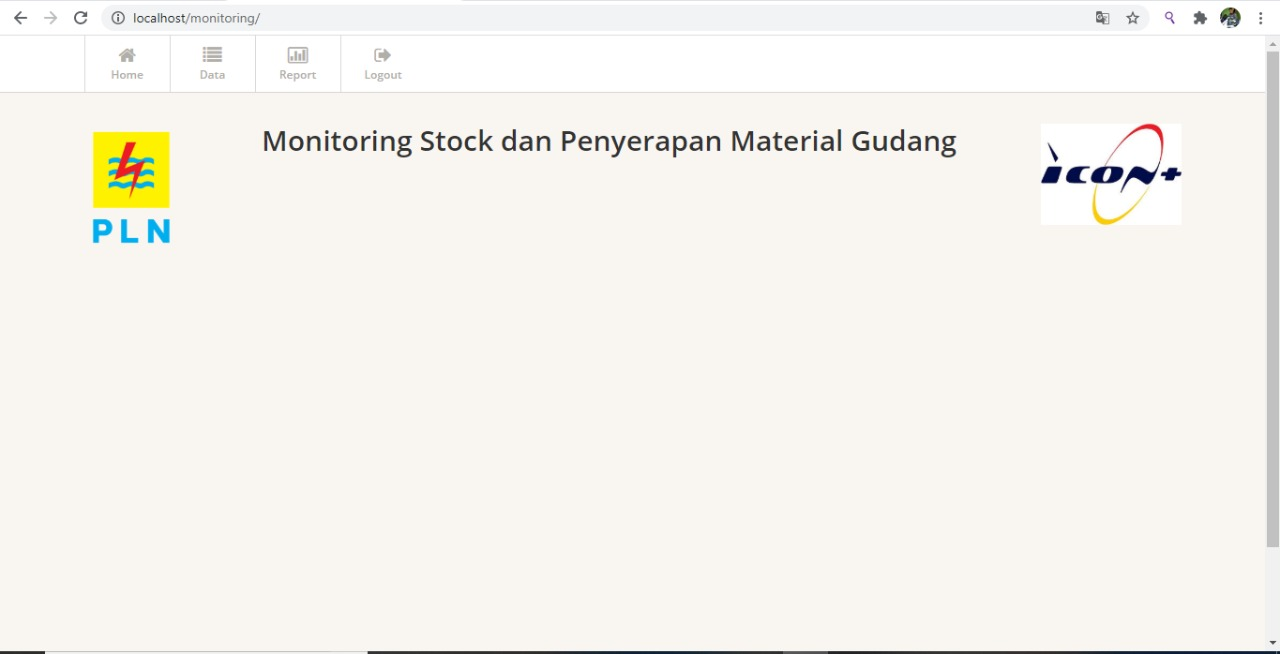 localhost/monitoring/
Home
Data
Report
Logout
Monitoring Stock dan Penyerapan Material Gudang
PLN
icon+